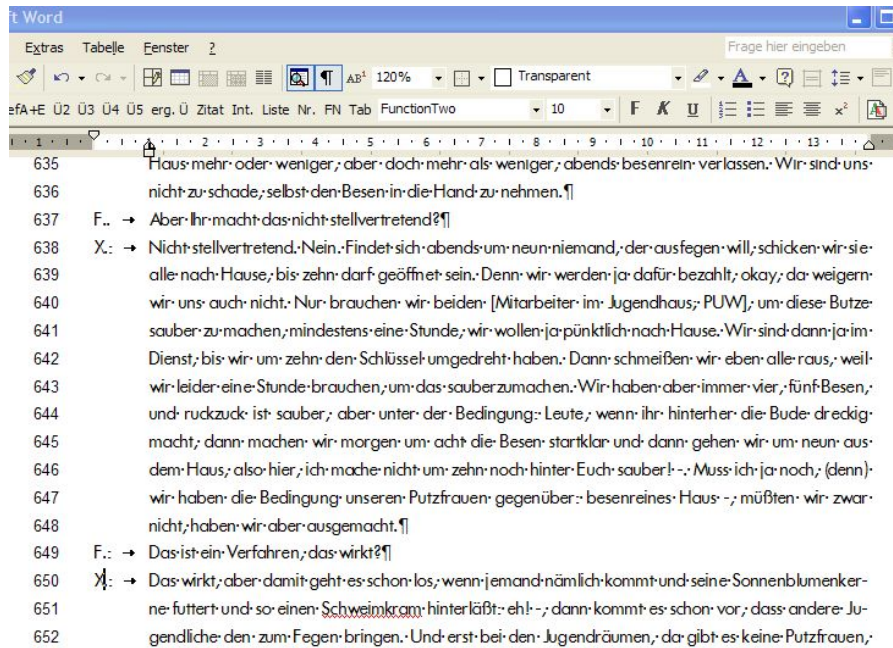 ft Word
Extras Tabelle Fenster ? Frage hier eingeben
AB¹ 120% Transparent A
efA+E Ü2 Ü3 Ü4 Ü5 erg. Ü Zitat Int. Liste Nr. FN Tab FunctionTwo 10 F K U x²
1 1 2 3 4 5 6 7 8 9 10 11 12 13
635 Haus mehr oder weniger, aber doch mehr als weniger, abends besenrein verlassen. Wir sind uns
636 nicht zu schade, selbst den Besen in die Hand zu nehmen.¶
637 F.. → Aber Ihr macht das nicht stellvertretend?¶
638 X.: → Nicht stellvertretend. Nein. Findet sich abends um neun niemand, der ausfegen will, schicken wir sie
639 alle nach Hause, bis zehn darf geöffnet sein. Denn wir werden ja dafür bezahlt, okay, da weigern
640 wir uns auch nicht. Nur brauchen wir beiden [Mitarbeiter im Jugendhaus; PUW], um diese Butze
641 sauber zu machen, mindestens eine Stunde, wir wollen ja pünktlich nach Hause. Wir sind dann ja im
642 Dienst, bis wir um zehn den Schlüssel umgedreht haben. Dann schmeißen wir eben alle raus, weil
643 wir leider eine Stunde brauchen, um das sauberzumachen. Wir haben aber immer vier, fünf Besen,
644 und ruckzuck ist sauber, aber unter der Bedingung: Leute, wenn ihr hinterher die Bude dreckig
645 macht, dann machen wir morgen um acht die Besen startklar und dann gehen wir um neun aus
646 dem Haus, also hier, ich mache nicht um zehn noch hinter Euch sauber! -. Muss ich ja noch, (denn)
647 wir haben die Bedingung unseren Putzfrauen gegenüber: besenreines Haus -, müßten wir zwar
648 nicht, haben wir aber ausgemacht.¶
649 F.: → Das ist ein Verfahren, das wirkt?¶
650 X.: → Das wirkt, aber damit geht es schon los, wenn jemand nämlich kommt und seine Sonnenblumenker-
651 ne futtert und so einen Schweimkram hinterläßt: eh! -, dann kommt es schon vor, dass andere Ju-
652 gendliche den zum Fegen bringen. Und erst bei den Jugendräumen, da gibt es keine Putzfrauen,